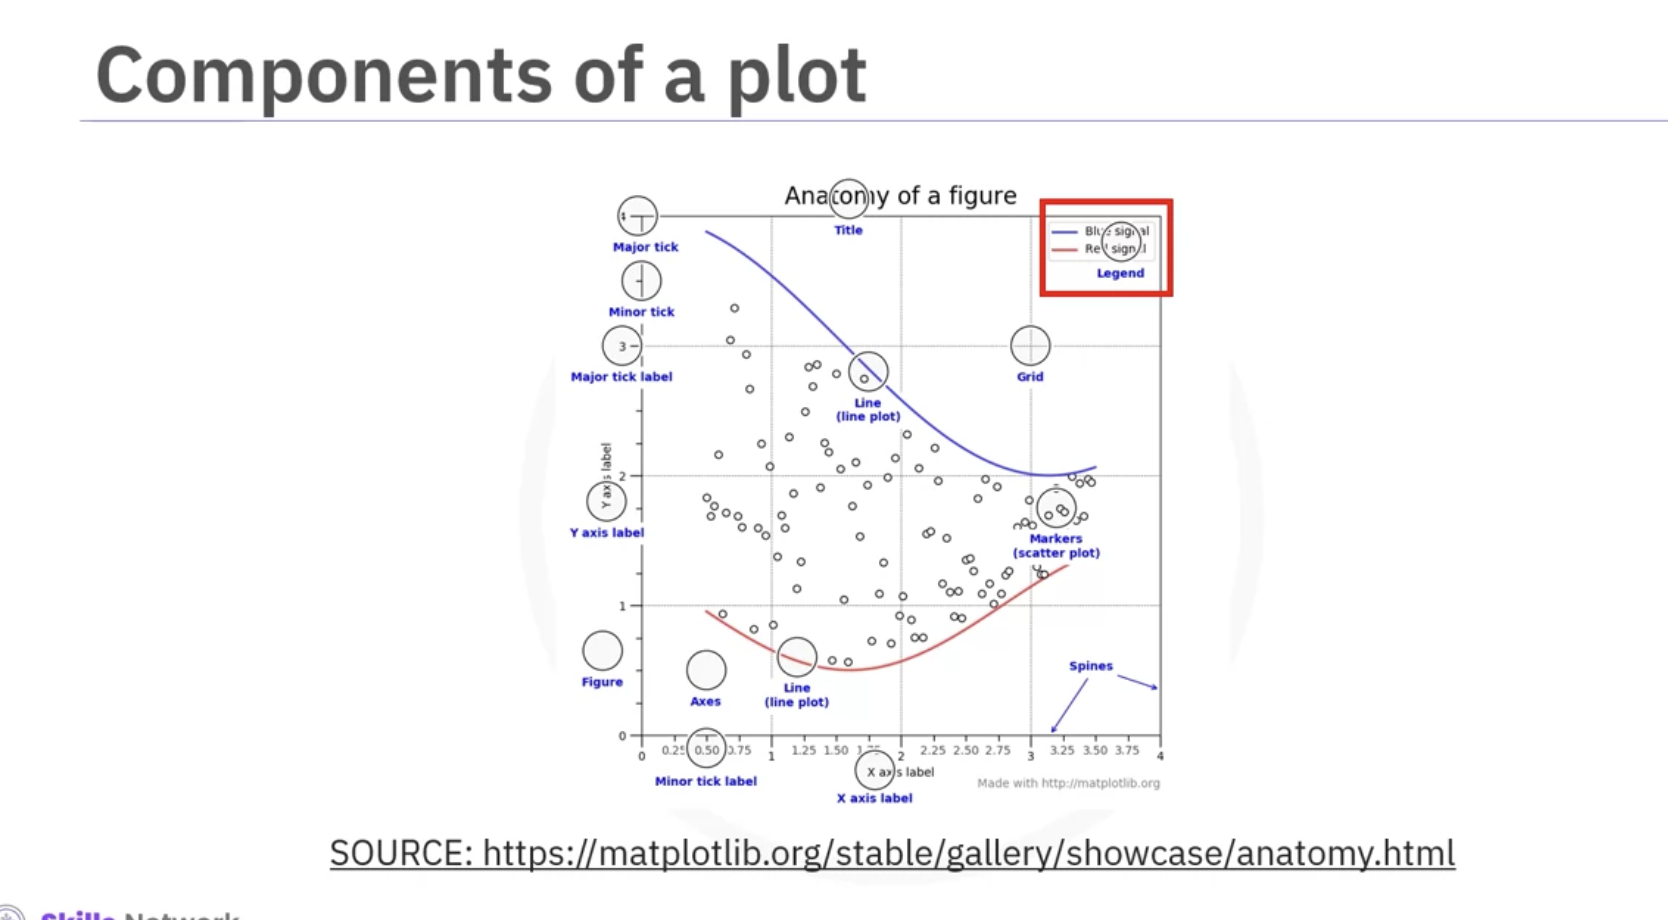 Components of a plot
Anatomy of a figure
Title
4
Major tick
Minor tick
3
Major tick label
Blue signal
Red signal
Legend
Grid
Line
(line plot)
2
Y axis label
Y axis label
Markers
(scatter plot)
1
Figure
Axes
Line
(line plot)
Spines
0
0 0.25 0.50 0.75 1 1.25 1.50 1.75 2 2.25 2.50 2.75 3 3.25 3.50 3.75 4
Minor tick label
X axis label
X axis label
Made with http://matplotlib.org
SOURCE: https://matplotlib.org/stable/gallery/showcase/anatomy.html
Skills Network